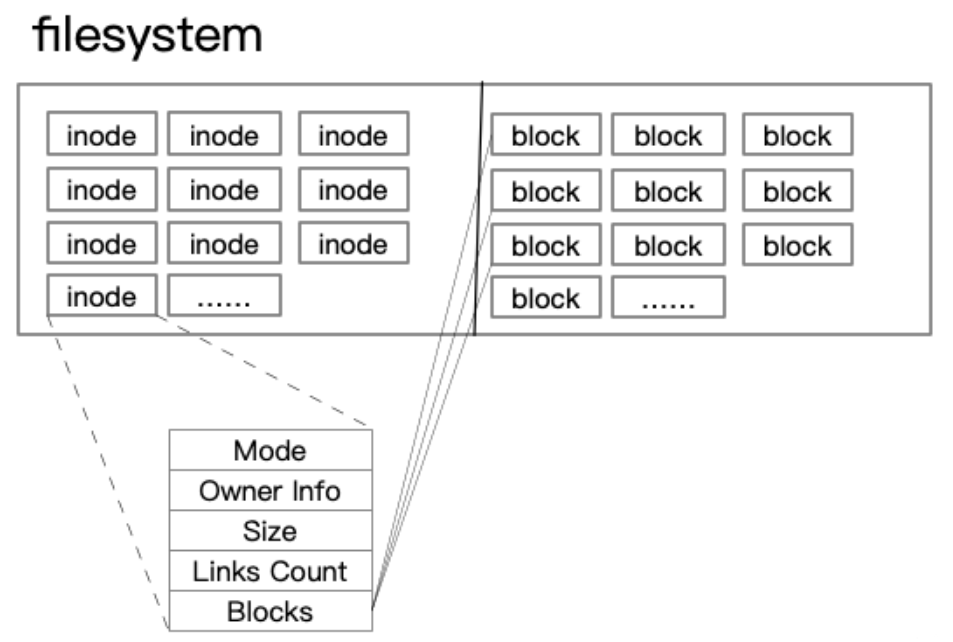 filesystem
inode inode inode block block block
inode inode inode block block block
inode inode inode block block block
inode ...... block ......
Mode
Owner Info
Size
Links Count
Blocks